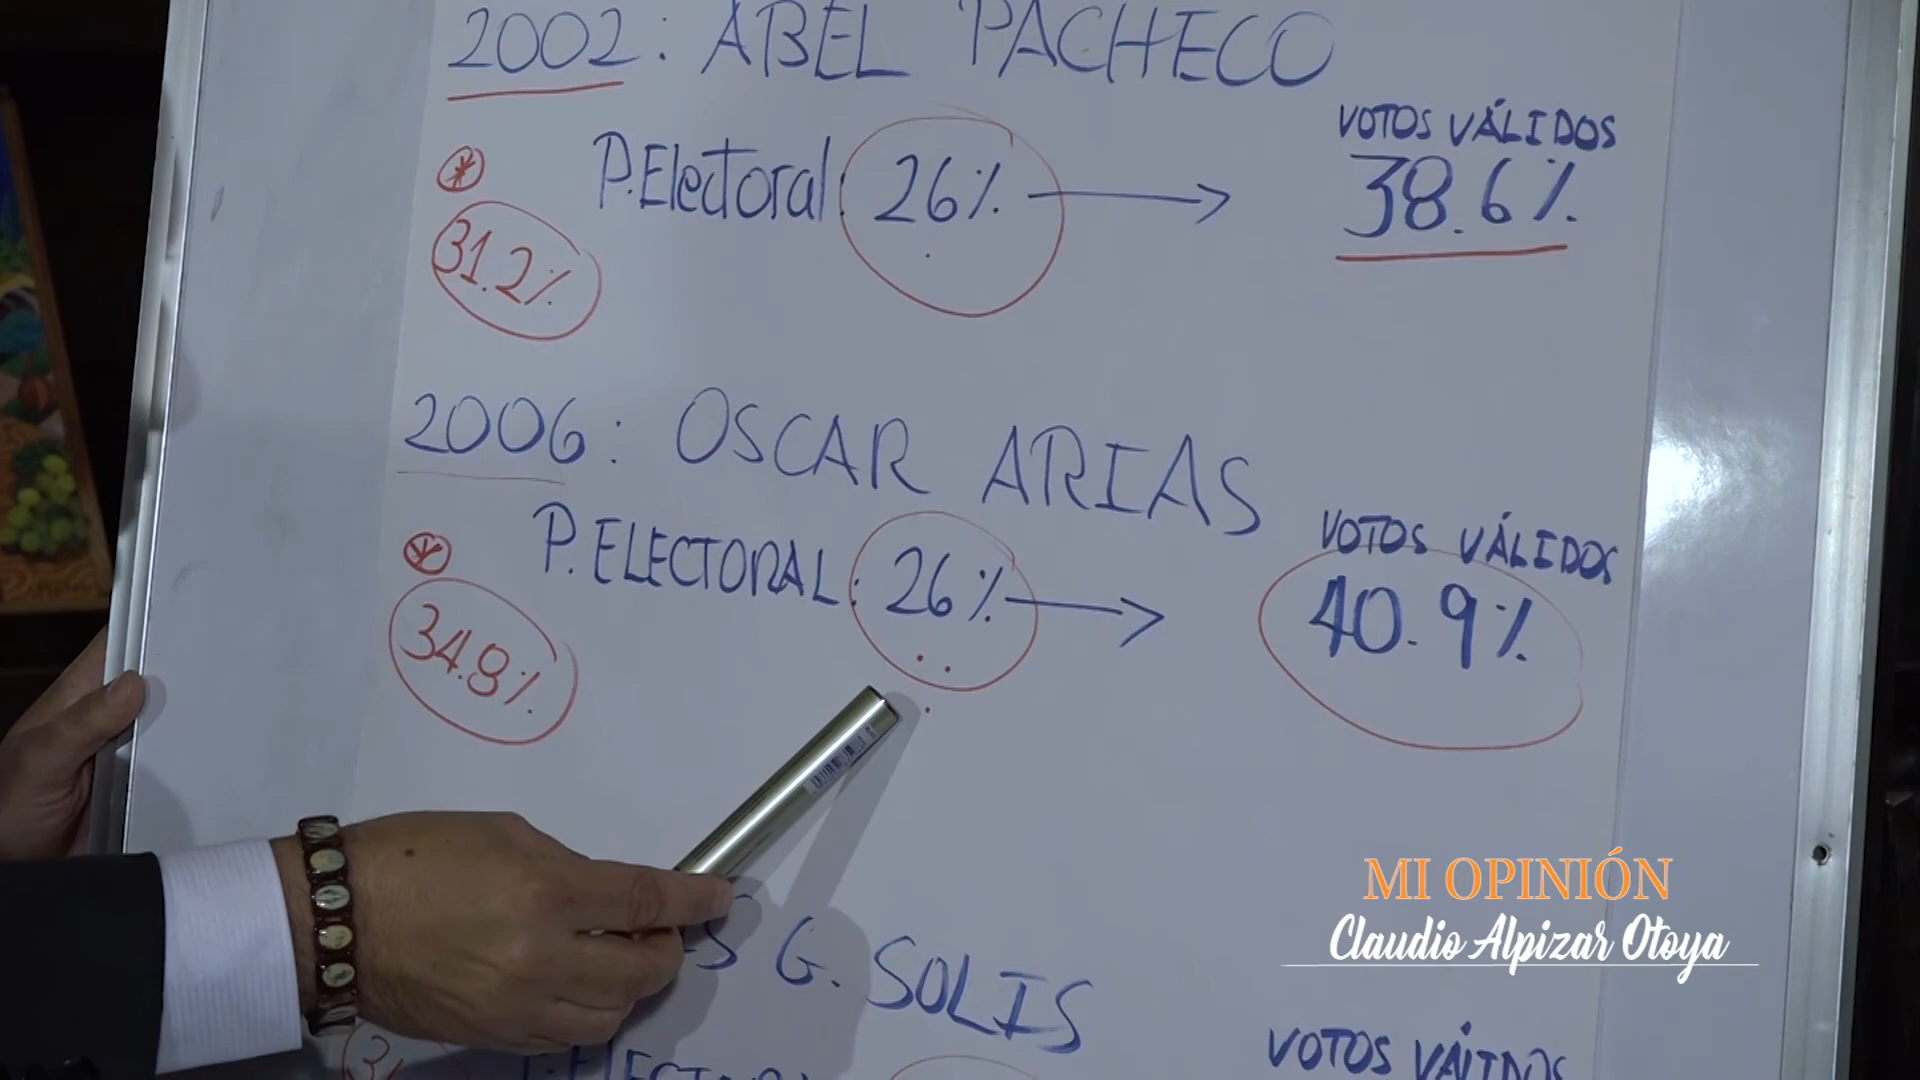 2002: ABEL PACHECO
VOTOS VÁLIDOS
P.Electoral: 26% → 38.6%
31.2%
2006: OSCAR ARIAS
VOTOS VÁLIDOS
P. ELECTORAL: 26% → 40.9%
34.8%
MI OPINIÓN
Claudio Alpizar Otoya
G. SOLIS
VOTOS VÁLIDOS